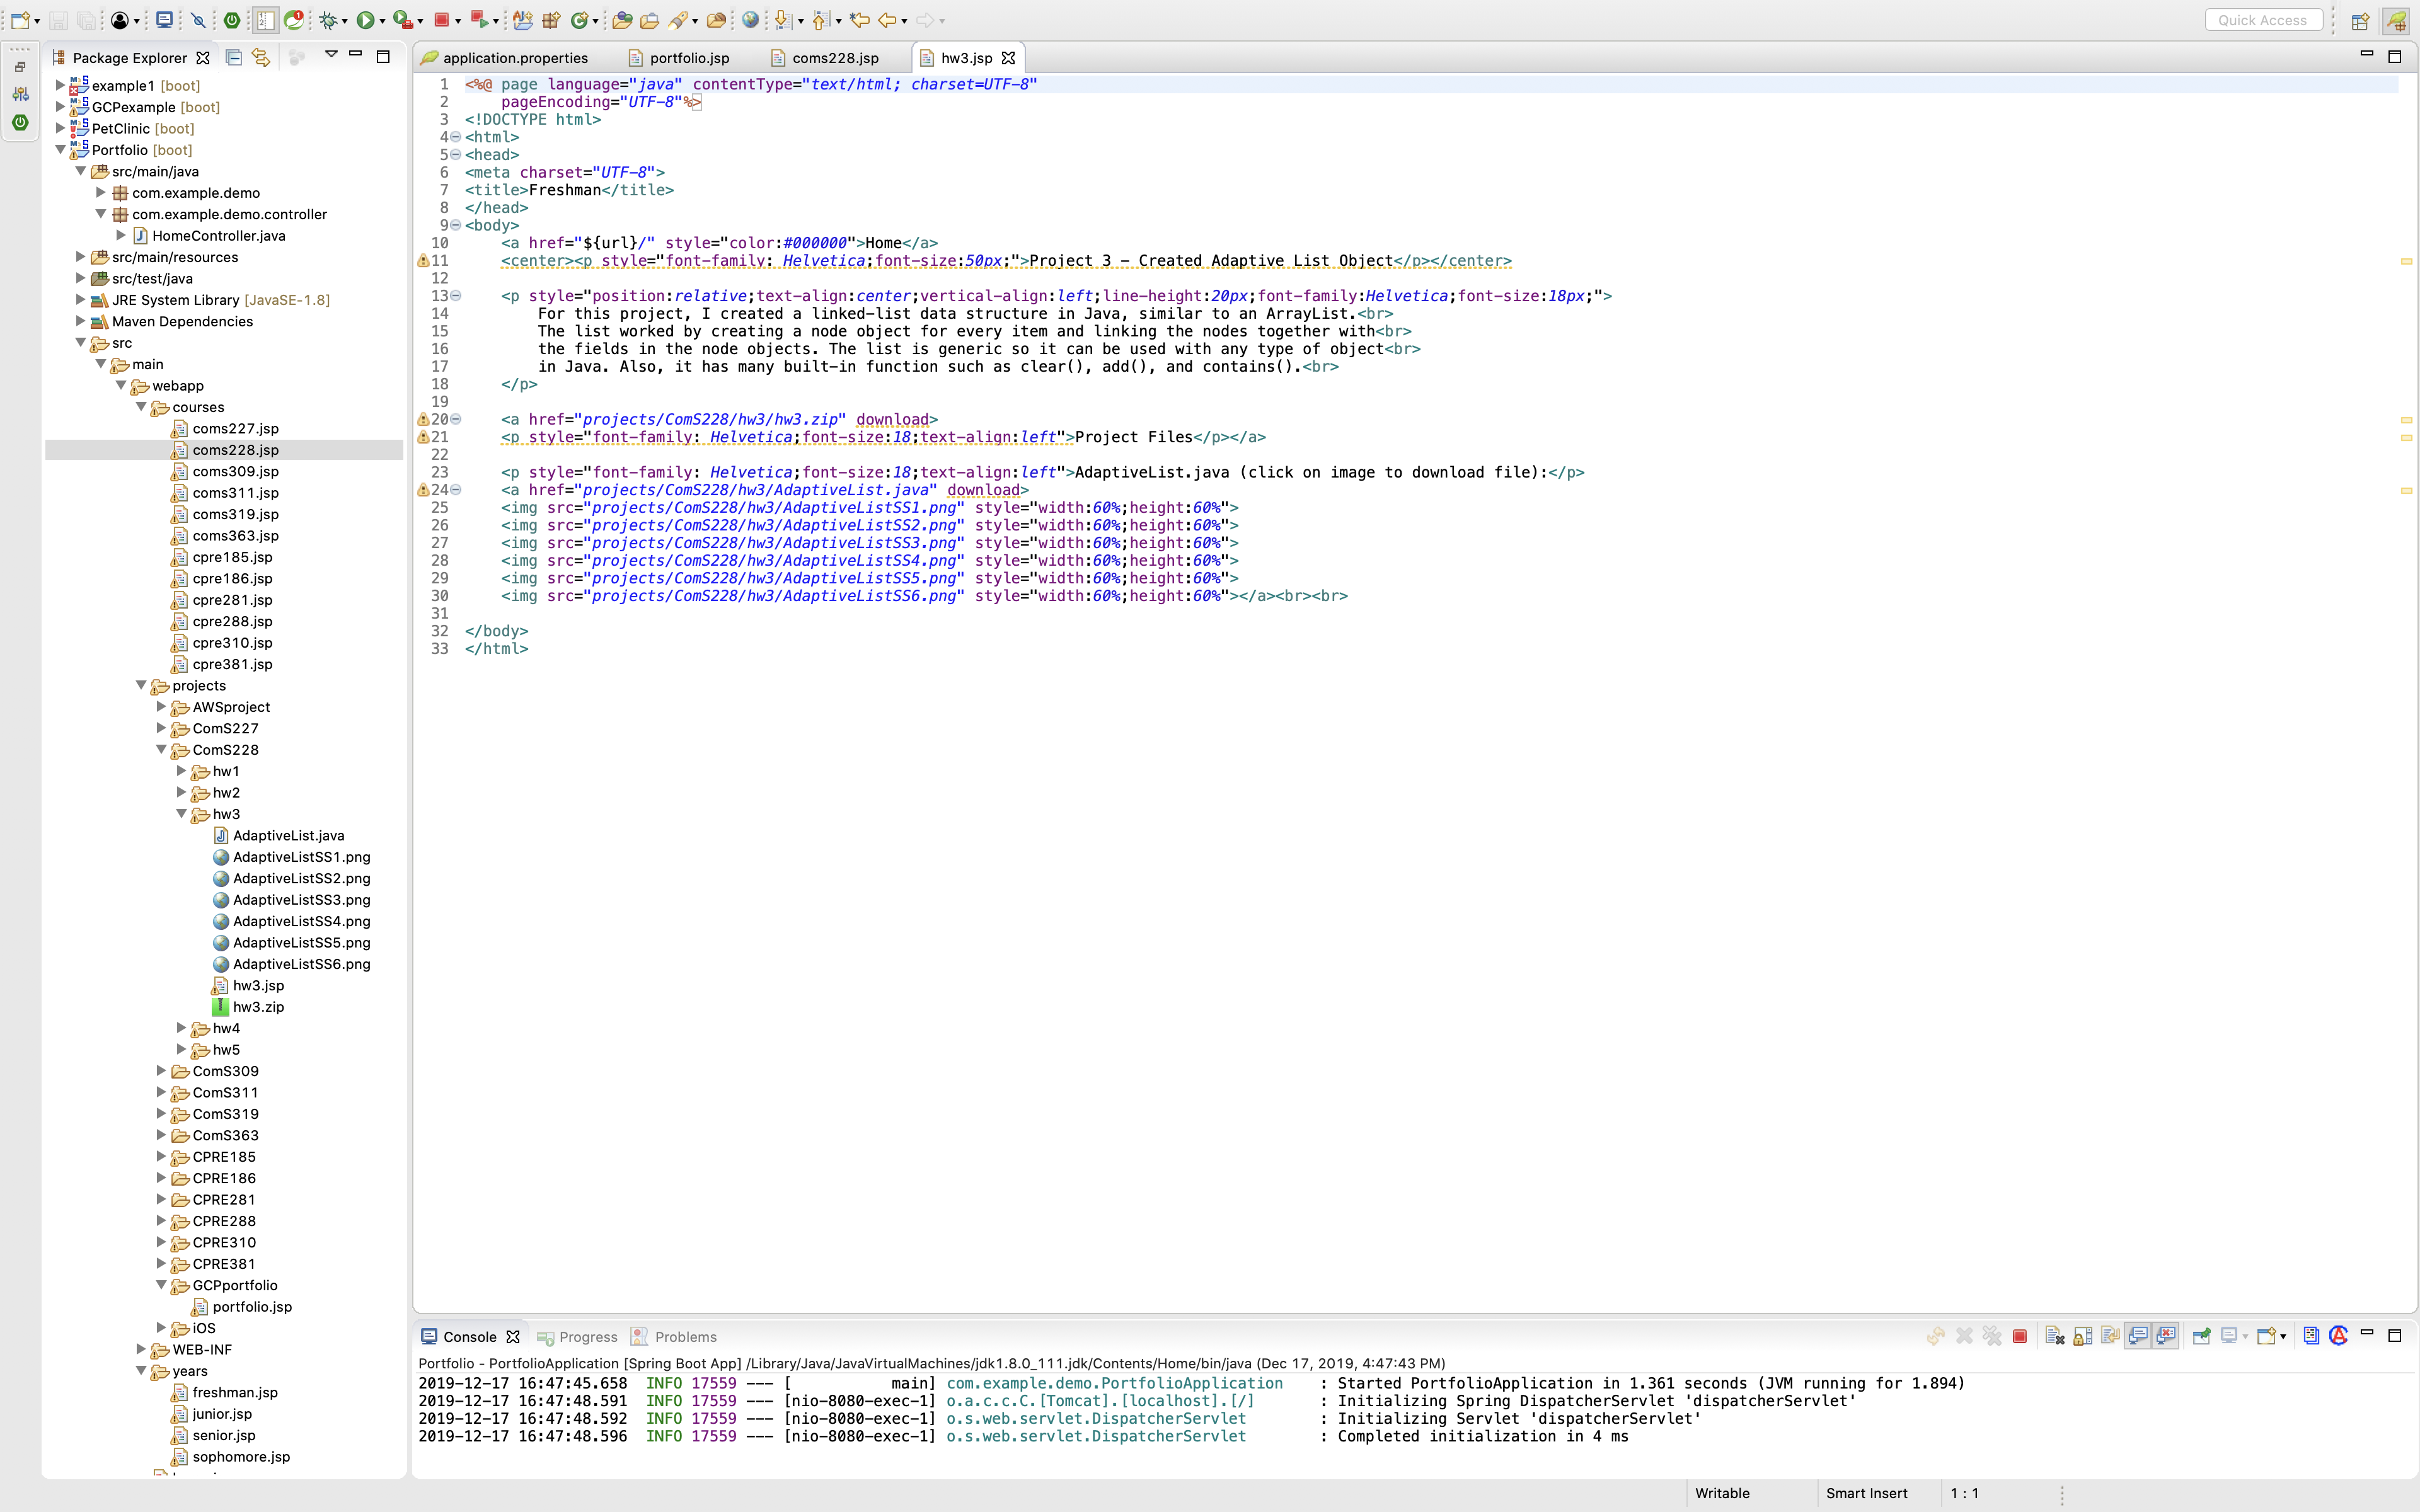 Quick Access
Package Explorer
example1 [boot]
GCPexample [boot]
PetClinic [boot]
Portfolio [boot]
src/main/java
com.example.demo
com.example.demo.controller
HomeController.java
src/main/resources
src/test/java
JRE System Library [JavaSE-1.8]
Maven Dependencies
src
main
webapp
courses
coms227.jsp
coms228.jsp
coms309.jsp
coms311.jsp
coms319.jsp
coms363.jsp
cpre185.jsp
cpre186.jsp
cpre281.jsp
cpre288.jsp
cpre310.jsp
cpre381.jsp
projects
AWSproject
ComS227
ComS228
hw1
hw2
hw3
AdaptiveList.java
AdaptiveListSS1.png
AdaptiveListSS2.png
AdaptiveListSS3.png
AdaptiveListSS4.png
AdaptiveListSS5.png
AdaptiveListSS6.png
hw3.jsp
hw3.zip
hw4
hw5
ComS309
ComS311
ComS319
ComS363
CPRE185
CPRE186
CPRE281
CPRE288
CPRE310
CPRE381
GCPportfolio
portfolio.jsp
iOS
WEB-INF
years
freshman.jsp
junior.jsp
senior.jsp
sophomore.jsp
application.properties portfolio.jsp coms228.jsp hw3.jsp
1 <%@ page language="java" contentType="text/html; charset=UTF-8"
2 pageEncoding="UTF-8"%>
3 <!DOCTYPE html>
4 <html>
5 <head>
6 <meta charset="UTF-8">
7 <title>Freshman</title>
8 </head>
9 <body>
10 <a href="${url}/" style="color:#000000">Home</a>
11 <center><p style="font-family: Helvetica;font-size:50px;">Project 3 - Created Adaptive List Object</p></center>
12
13 <p style="position:relative;text-align:center;vertical-align:left;line-height:20px;font-family:Helvetica;font-size:18px;">
14 For this project, I created a linked-list data structure in Java, similar to an ArrayList.<br>
15 The list worked by creating a node object for every item and linking the nodes together with<br>
16 the fields in the node objects. The list is generic so it can be used with any type of object<br>
17 in Java. Also, it has many built-in function such as clear(), add(), and contains().<br>
18 </p>
19
20 <a href="projects/ComS228/hw3/hw3.zip" download>
21 <p style="font-family: Helvetica;font-size:18;text-align:left">Project Files</p></a>
22
23 <p style="font-family: Helvetica;font-size:18;text-align:left">AdaptiveList.java (click on image to download file):</p>
24 <a href="projects/ComS228/hw3/AdaptiveList.java" download>
25 <img src="projects/ComS228/hw3/AdaptiveListSS1.png" style="width:60%;height:60%">
26 <img src="projects/ComS228/hw3/AdaptiveListSS2.png" style="width:60%;height:60%">
27 <img src="projects/ComS228/hw3/AdaptiveListSS3.png" style="width:60%;height:60%">
28 <img src="projects/ComS228/hw3/AdaptiveListSS4.png" style="width:60%;height:60%">
29 <img src="projects/ComS228/hw3/AdaptiveListSS5.png" style="width:60%;height:60%">
30 <img src="projects/ComS228/hw3/AdaptiveListSS6.png" style="width:60%;height:60%"></a><br><br>
31
32 </body>
33 </html>
Console Progress Problems
Portfolio - PortfolioApplication [Spring Boot App] /Library/Java/JavaVirtualMachines/jdk1.8.0_111.jdk/Contents/Home/bin/java (Dec 17, 2019, 4:47:43 PM)
2019-12-17 16:47:45.658 INFO 17559 --- [ main] com.example.demo.PortfolioApplication : Started PortfolioApplication in 1.361 seconds (JVM running for 1.894)
2019-12-17 16:47:48.591 INFO 17559 --- [nio-8080-exec-1] o.a.c.c.C.[Tomcat].[localhost].[/] : Initializing Spring DispatcherServlet 'dispatcherServlet'
2019-12-17 16:47:48.592 INFO 17559 --- [nio-8080-exec-1] o.s.web.servlet.DispatcherServlet : Initializing Servlet 'dispatcherServlet'
2019-12-17 16:47:48.596 INFO 17559 --- [nio-8080-exec-1] o.s.web.servlet.DispatcherServlet : Completed initialization in 4 ms
Writable Smart Insert 1 : 1